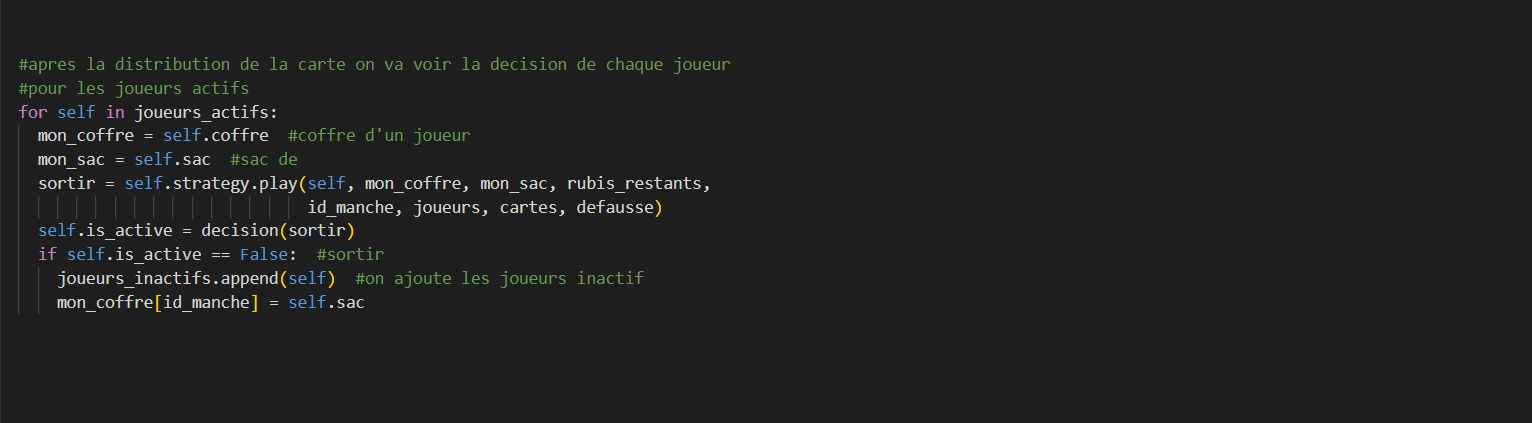 #apres la distribution de la carte on va voir la decision de chaque joueur
#pour les joueurs actifs
for self in joueurs_actifs:
  mon_coffre = self.coffre  #coffre d'un joueur
  mon_sac = self.sac  #sac de
  sortir = self.strategy.play(self, mon_coffre, mon_sac, rubis_restants,
                              id_manche, joueurs, cartes, defausse)
  self.is_active = decision(sortir)
  if self.is_active == False:  #sortir
    joueurs_inactifs.append(self)  #on ajoute les joueurs inactif
    mon_coffre[id_manche] = self.sac